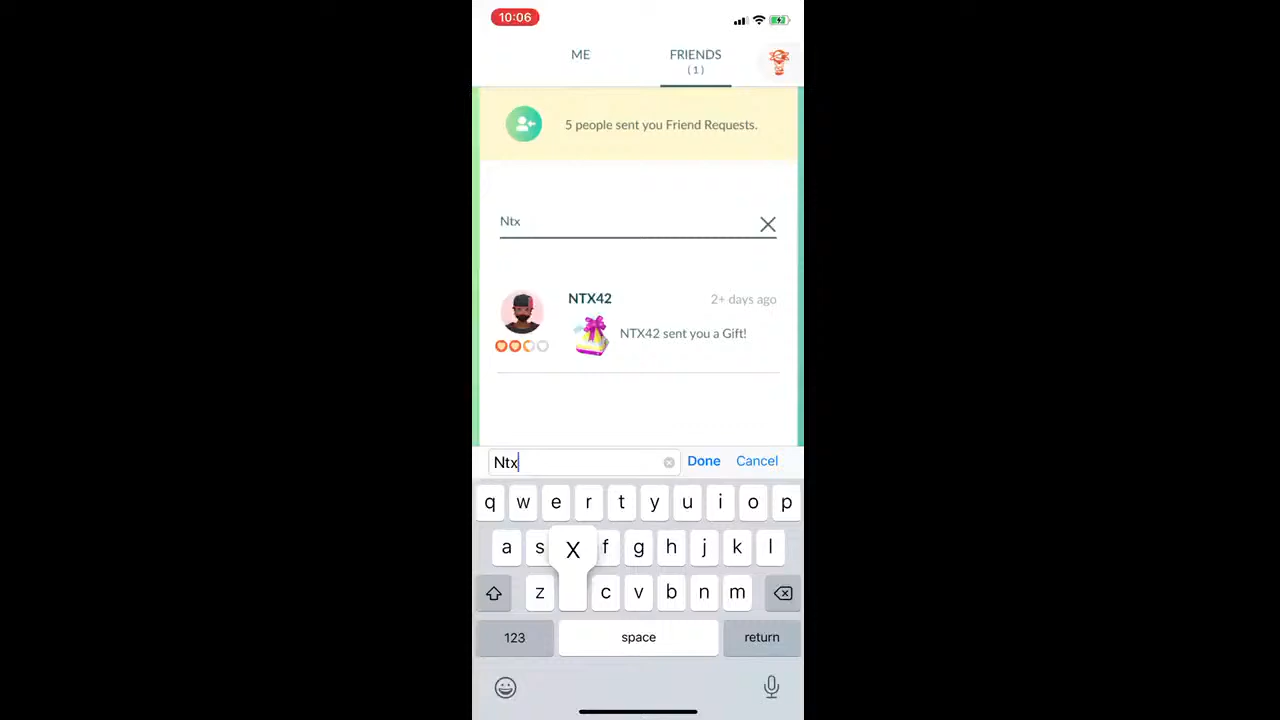 10:06
ME
FRIENDS
( 1 )
5 people sent you Friend Requests.
Ntx
NTX42
2+ days ago
NTX42 sent you a Gift!
Ntx
Done
Cancel
q w e r t y u i o p
a s X f g h j k l
z c v b n m
123 space return